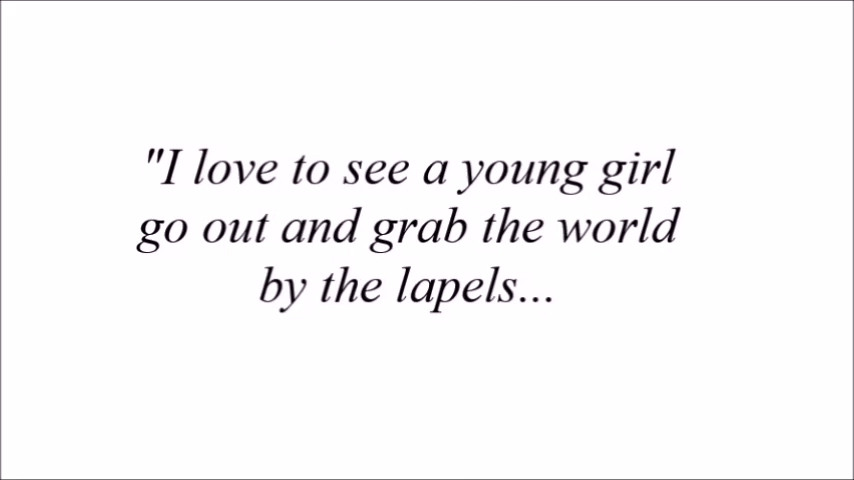 "I love to see a young girl
go out and grab the world
by the lapels...